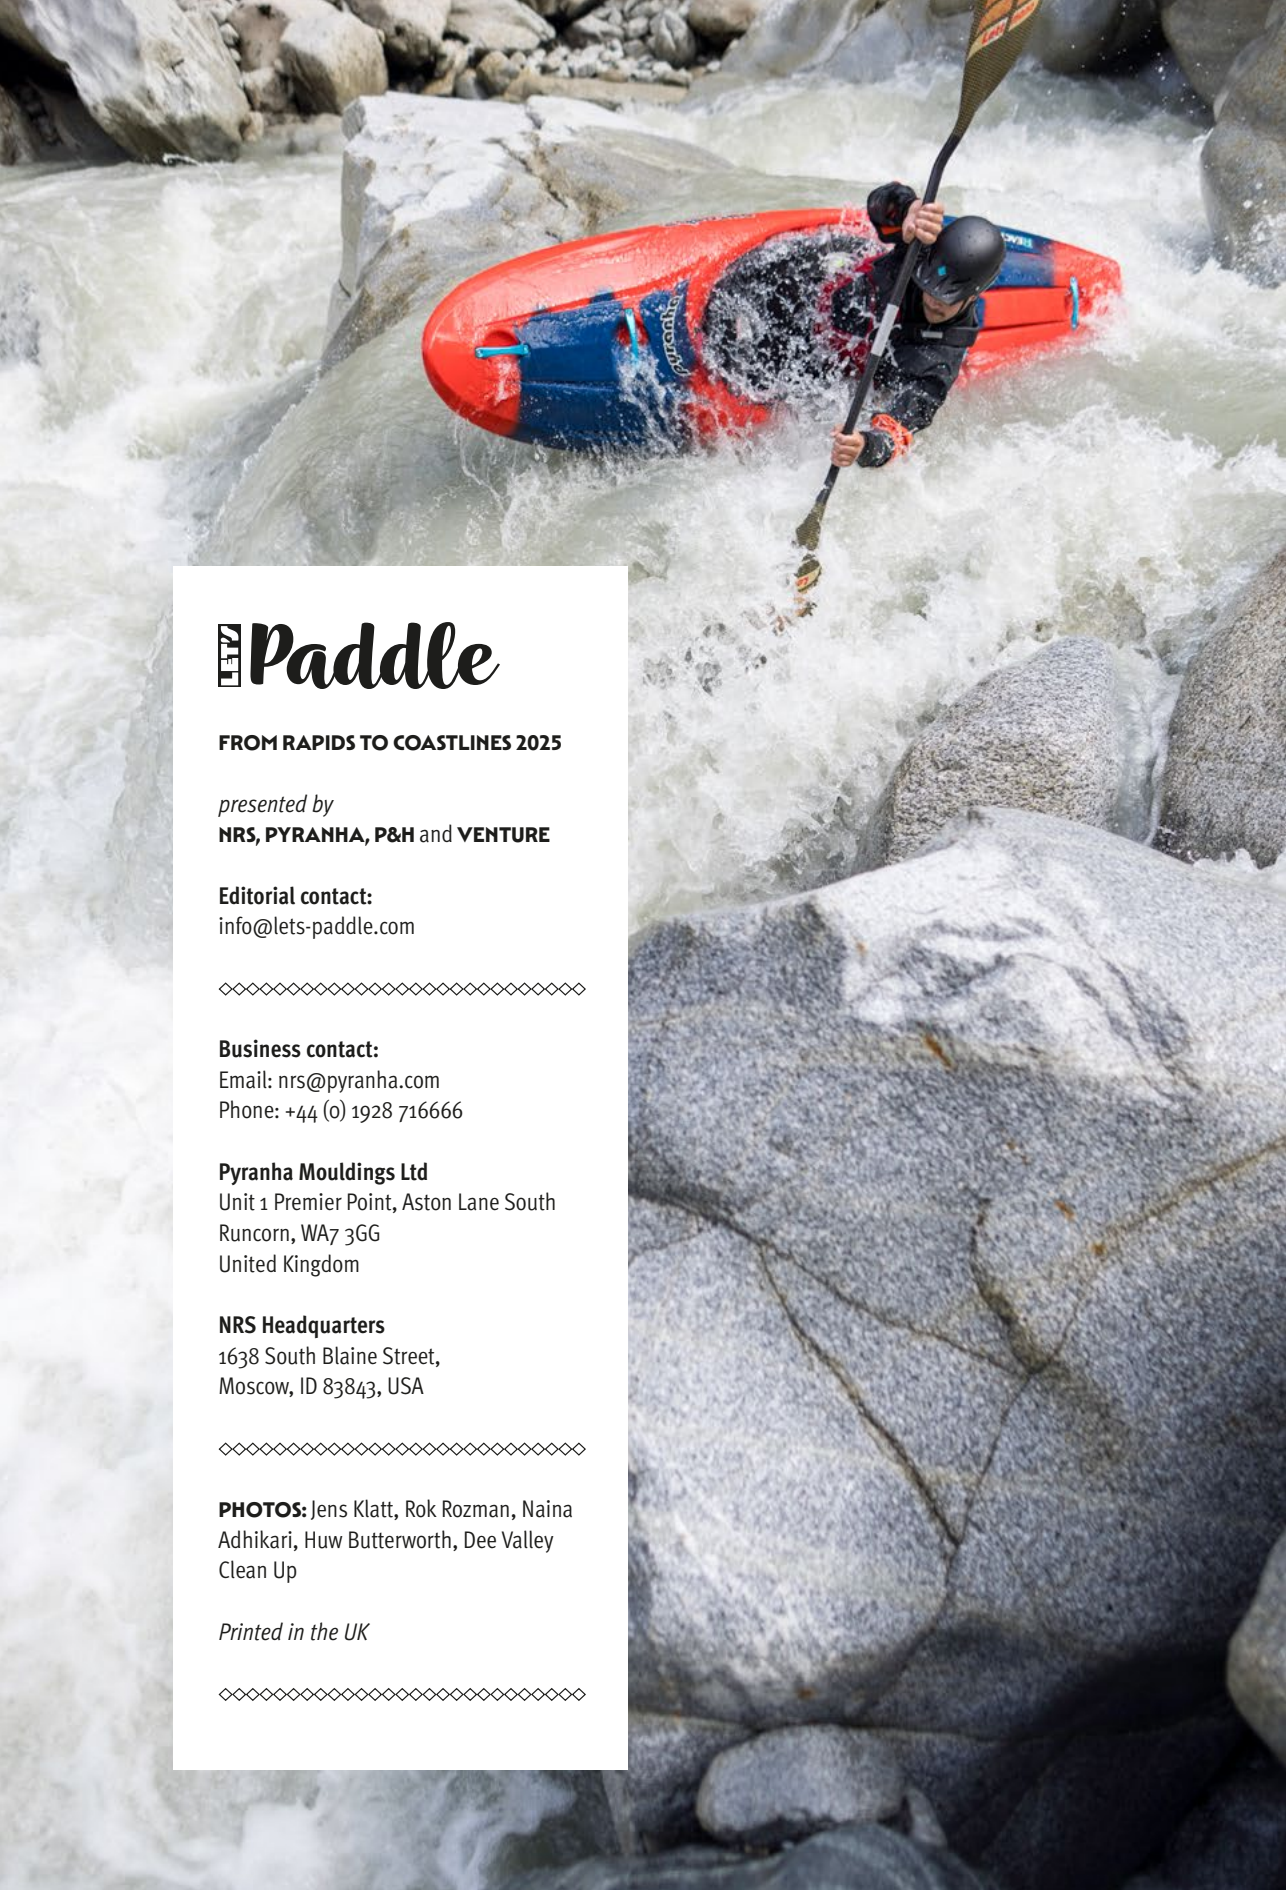 Lets
pyranha
REACT
LET'S Paddle
FROM RAPIDS TO COASTLINES 2025
presented by
NRS, PYRANHA, P&H and VENTURE
Editorial contact:
info@lets-paddle.com
Business contact:
Email: nrs@pyranha.com
Phone: +44 (0) 1928 716666
Pyranha Mouldings Ltd
Unit 1 Premier Point, Aston Lane South
Runcorn, WA7 3GG
United Kingdom
NRS Headquarters
1638 South Blaine Street,
Moscow, ID 83843, USA
PHOTOS: Jens Klatt, Rok Rozman, Naina
Adhikari, Huw Butterworth, Dee Valley
Clean Up
Printed in the UK